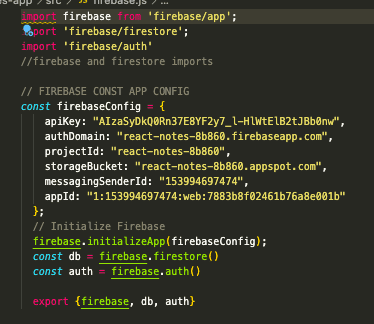 es-app / src / JS firebase.js / ...
import firebase from 'firebase/app';
import 'firebase/firestore';
import 'firebase/auth'
//firebase and firestore imports
// FIREBASE CONST APP CONFIG
const firebaseConfig = {
apiKey: "AIzaSyDkQ0Rn37E8YF2y7_l-HlWtElB2tJBb0nw",
authDomain: "react-notes-8b860.firebaseapp.com",
projectId: "react-notes-8b860",
storageBucket: "react-notes-8b860.appspot.com",
messagingSenderId: "153994697474",
appId: "1:153994697474:web:7883b8f02461b76a8e001b"
};
// Initialize Firebase
firebase.initializeApp(firebaseConfig);
const db = firebase.firestore()
const auth = firebase.auth()
export {firebase, db, auth}